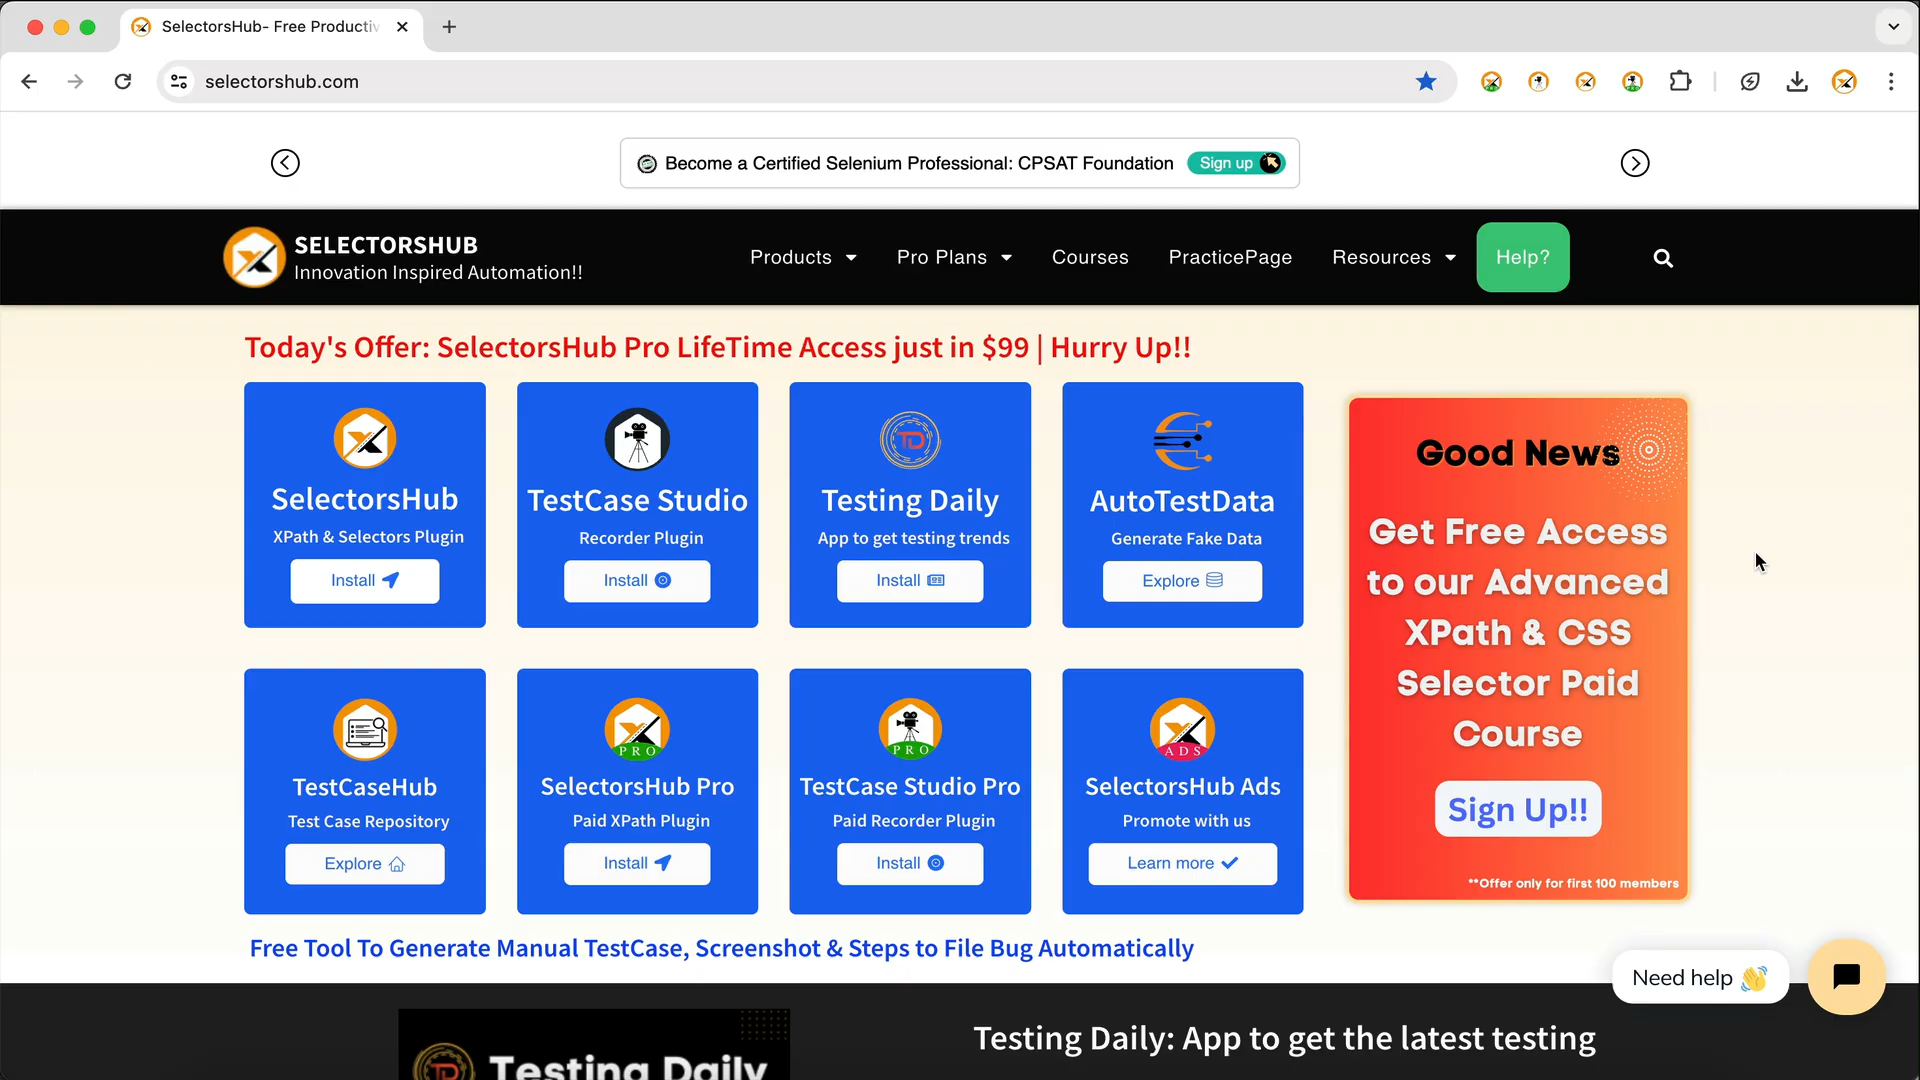 SelectorsHub- Free Productiv
selectorshub.com
Become a Certified Selenium Professional: CPSAT Foundation Sign up
SELECTORSHUB
Innovation Inspired Automation!!
Products Pro Plans Courses PracticePage Resources Help?
Today's Offer: SelectorsHub Pro LifeTime Access just in $99 | Hurry Up!!
SelectorsHub
XPath & Selectors Plugin
Install
TestCase Studio
Recorder Plugin
Install
TD
Testing Daily
App to get testing trends
Install
AutoTestData
Generate Fake Data
Explore
Good News
Get Free Access
to our Advanced
XPath & CSS
Selector Paid
Course
Sign Up!!
**Offer only for first 100 members
TestCaseHub
Test Case Repository
Explore
PRO
SelectorsHub Pro
Paid XPath Plugin
Install
PRO
TestCase Studio Pro
Paid Recorder Plugin
Install
ADS
SelectorsHub Ads
Promote with us
Learn more
Free Tool To Generate Manual TestCase, Screenshot & Steps to File Bug Automatically
Need help
TD Testing Daily
Testing Daily: App to get the latest testing